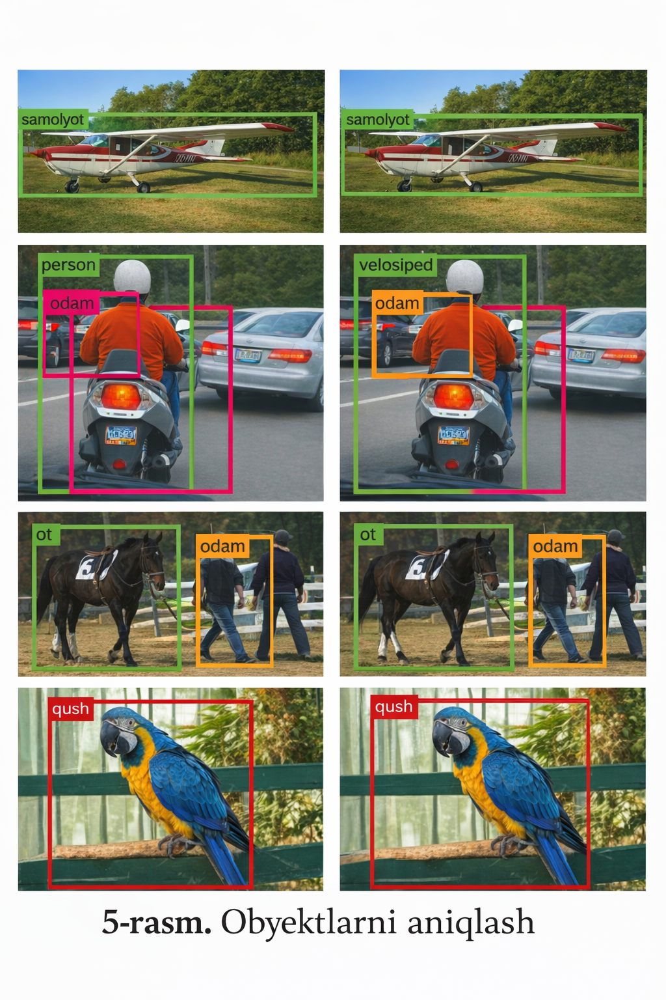 samolyot
samolyot
person
odam
velosiped
odam
ot
odam
ot
odam
qush
qush
5-rasm. Obyektlarni aniqlash